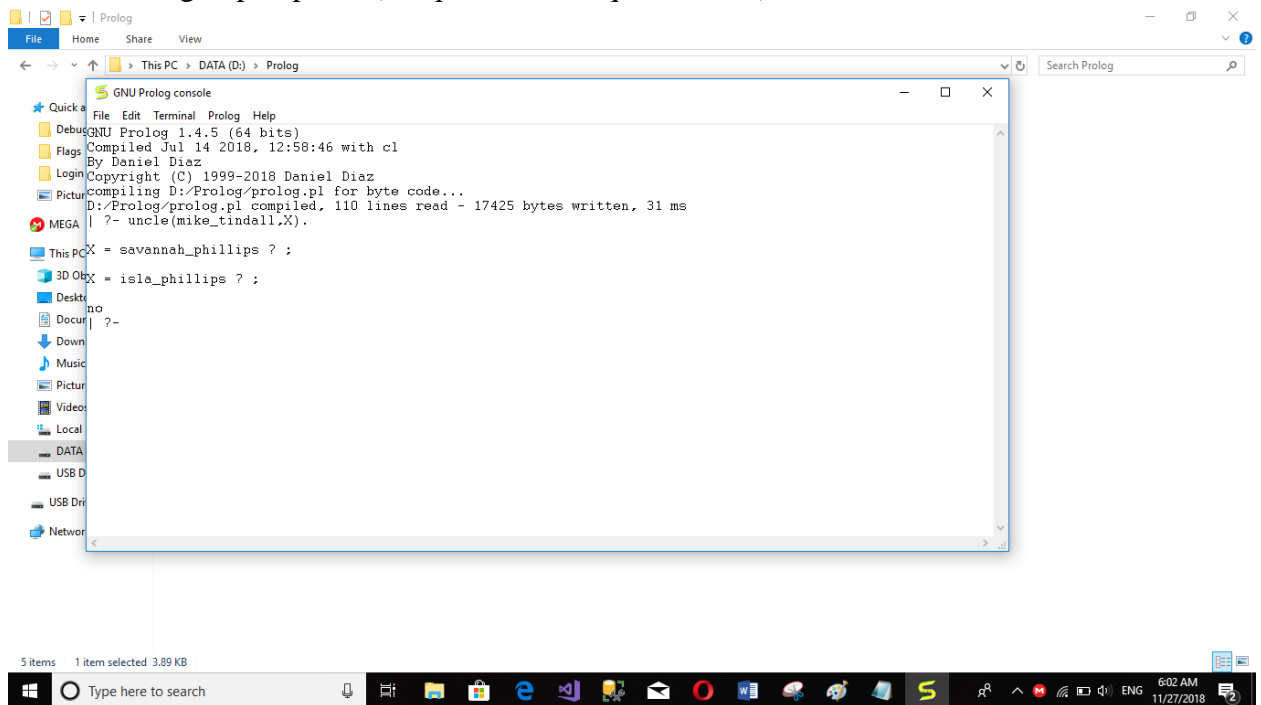 Prolog
File Home Share View
This PC > DATA (D:) > Prolog
Search Prolog
GNU Prolog console
File Edit Terminal Prolog Help
GNU Prolog 1.4.5 (64 bits)
Compiled Jul 14 2018, 12:58:46 with cl
By Daniel Diaz
Copyright (C) 1999-2018 Daniel Diaz
compiling D:/Prolog/prolog.pl for byte code...
D:/Prolog/prolog.pl compiled, 110 lines read - 17425 bytes written, 31 ms
| ?- uncle(mike_tindall,X).
X = savannah_phillips ? ;
X = isla_phillips ? ;
no
| ?-
Quick a
Debug
Flags
Login
Pictur
MEGA
This PC
3D Ob
Deskto
Docur
Down
Music
Pictur
Videos
Local
DATA
USB D
USB Dri
Networ
5 items 1 item selected 3.89 KB
Type here to search
ENG
6:02 AM
11/27/2018
2